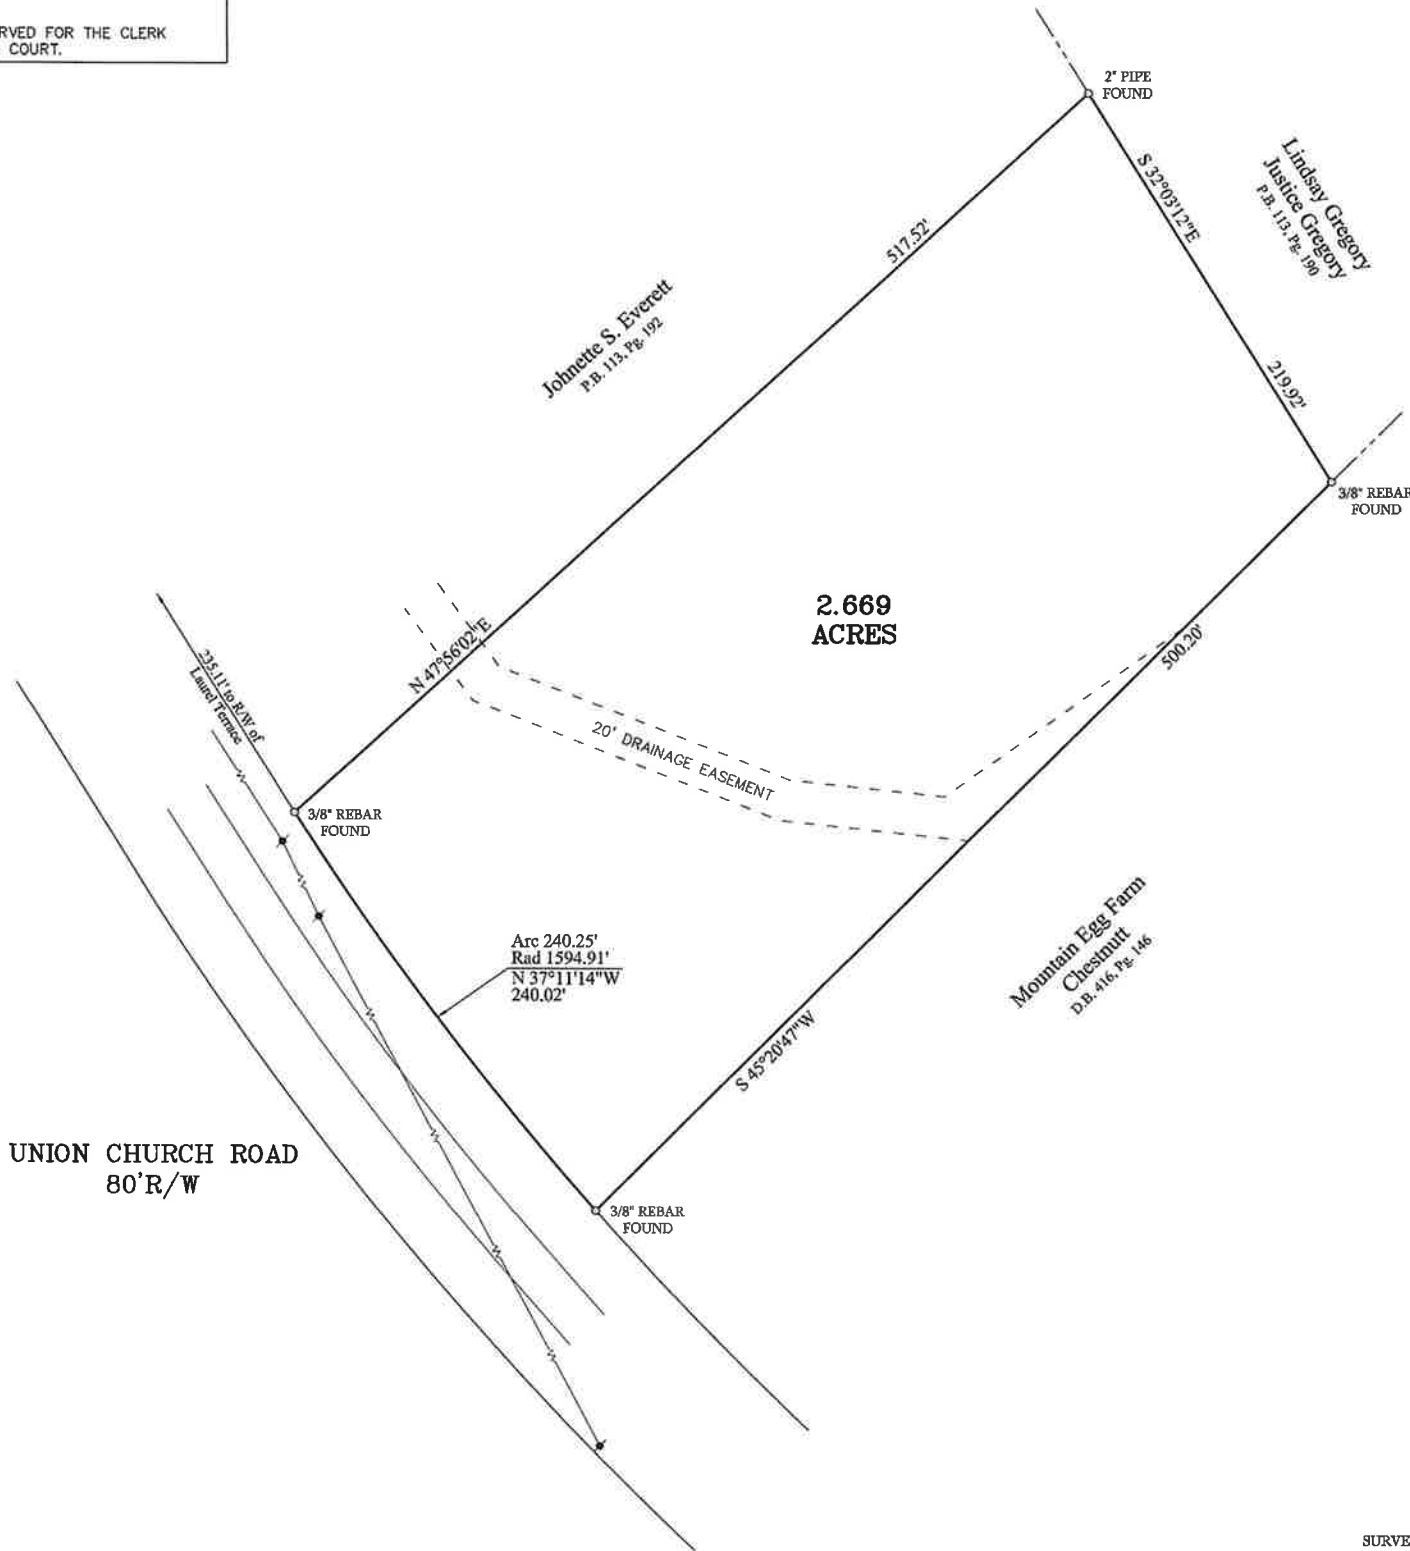 RVED FOR THE CLERK
COURT.
2" PIPE
FOUND
S 32°03'12"E
Lindsay Gregory
Justice Gregory
P.B. 113, Pg. 190
517.52'
Johnette S. Everett
P.B. 113, Pg. 192
219.92'
3/8" REBAR
FOUND
2.669
ACRES
N 47°56'02"E
500.20'
235.11' to R/W of
Laurel Terrace
20' DRAINAGE EASEMENT
3/8" REBAR
FOUND
Arc 240.25'
Rad 1594.91'
N 37°11'14"W
240.02'
Mountain Egg Farm
Chestnutt
D.B. 416, Pg. 146
S 45°20'47"W
UNION CHURCH ROAD
80'R/W
3/8" REBAR
FOUND
SURVE